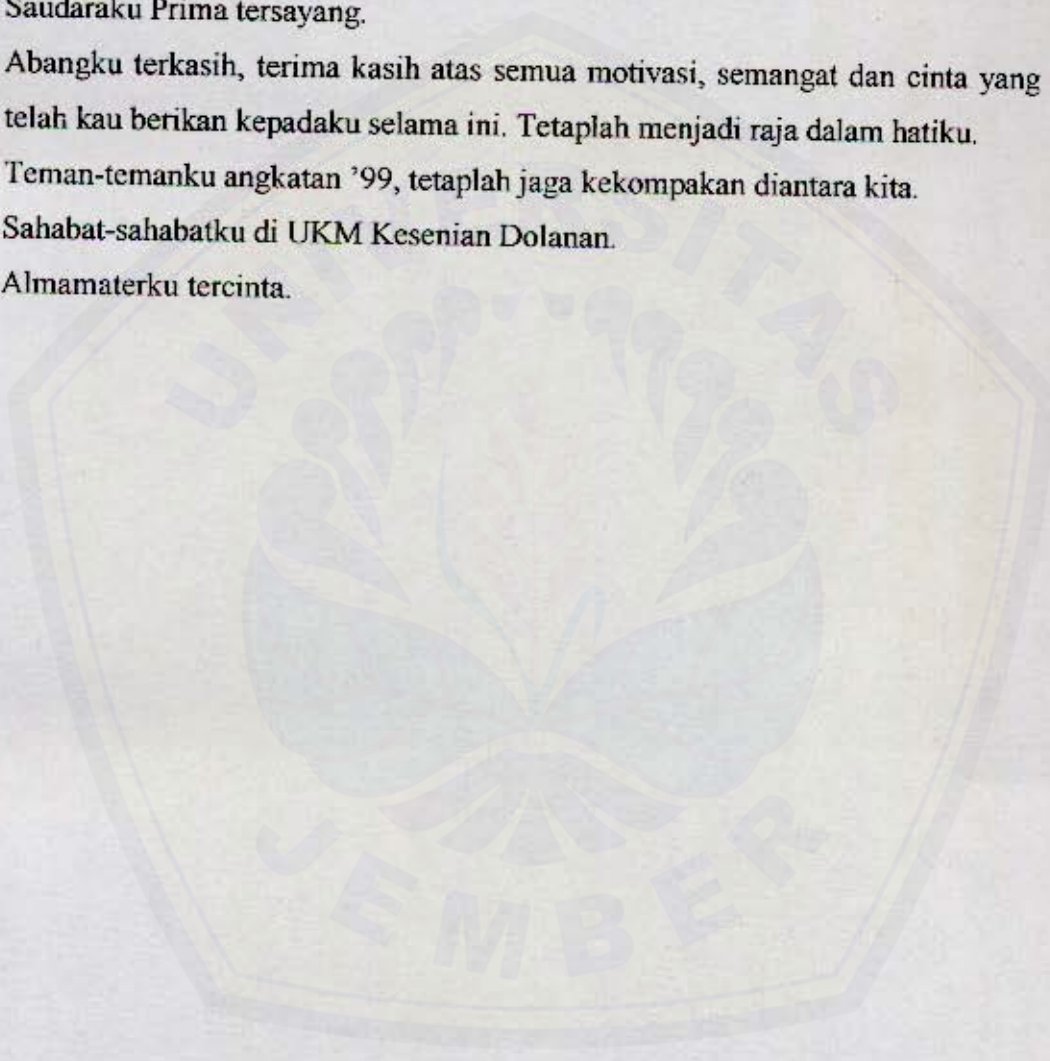 Saudaraku Prima tersayang.
Abangku terkasih, terima kasih atas semua motivasi, semangat dan cinta yang
telah kau berikan kepadaku selama ini. Tetaplah menjadi raja dalam hatiku.
Teman-temanku angkatan '99, tetaplah jaga kekompakan diantara kita.
Sahabat-sahabatku di UKM Kesenian Dolanan.
Almamaterku tercinta.
UNIVERSITAS
JEMBER